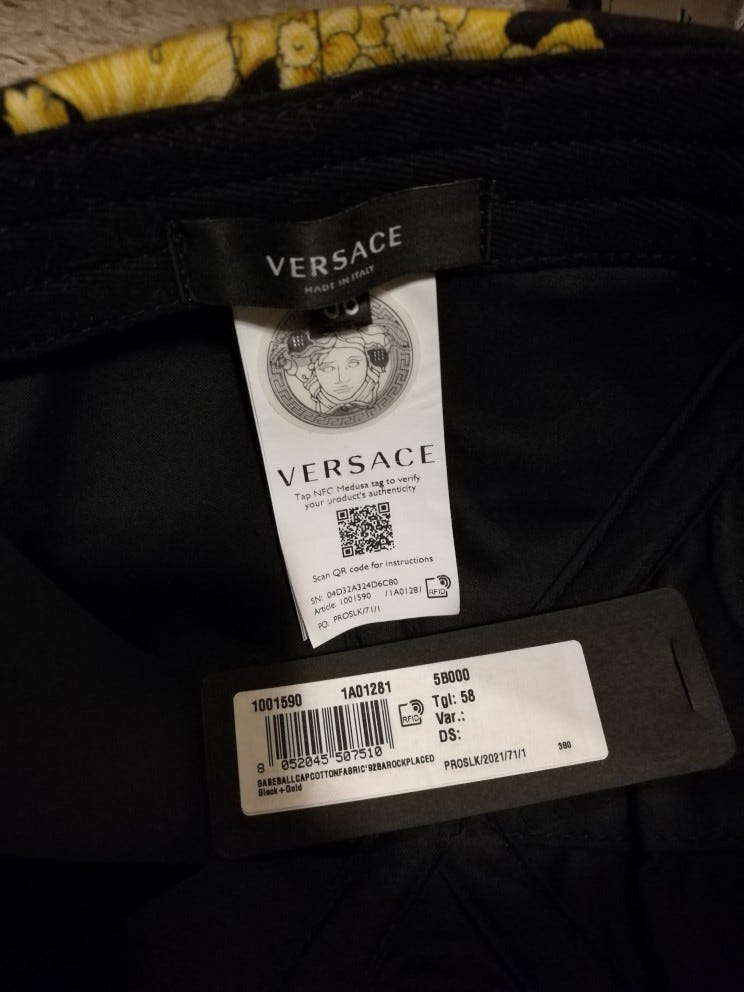 VERSACE
MADE IN ITALY
VERSACE
Tap NFC Medusa tag to verify
your product's authenticity
Scan QR code for instructions
SN: 04D32A324D6C80
Article: 1001590 /1A01281
RFID
PO: PROSLK/71/1
1001590 1A01281 5B000
RFID
Tgl: 58
Var.:
DS:
8 052045 507510
BASEBALLCAPCOTTONFABRIC'92BAROCKPLACED
Black+Gold
PROSLK/2021/71/1
380